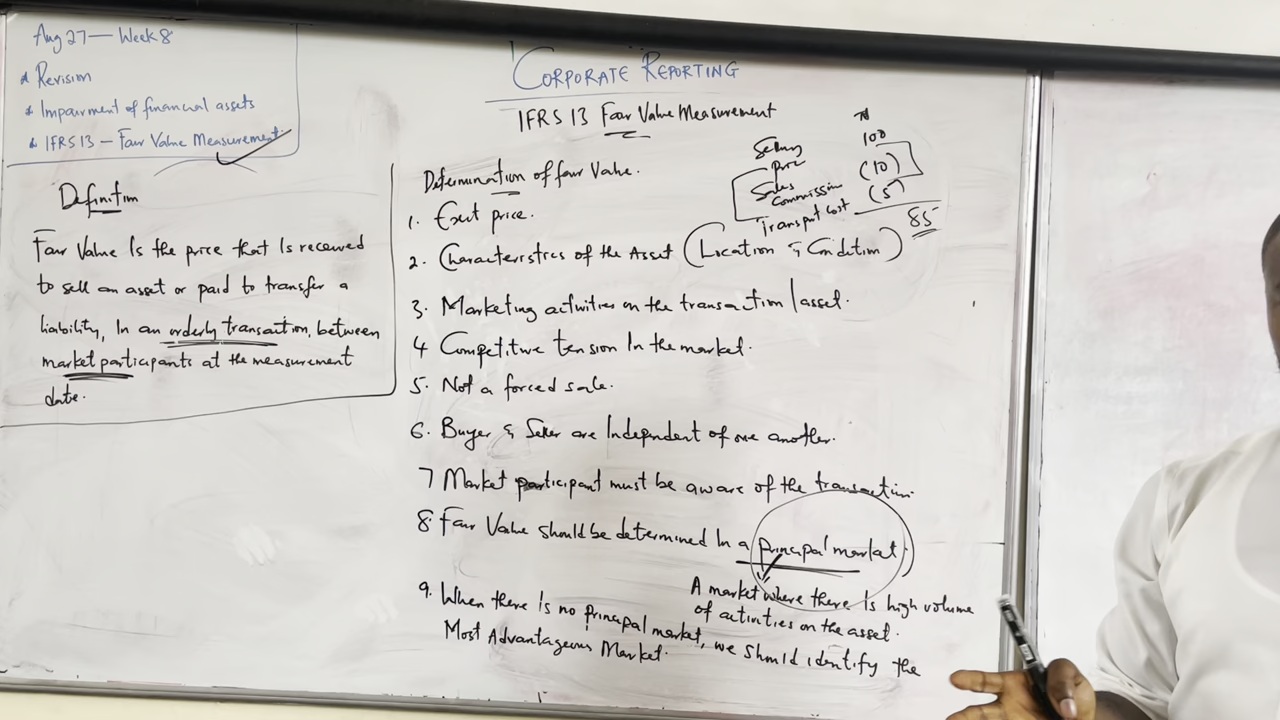 Aug 27 — Week 8
* Revision
* Impairment of financial assets
* IFRS 13 — Fair Value Measurement
Definition
Fair Value Is the price that Is received
to sell an asset or paid to transfer a
liability, In an orderly transaction, between
market participants at the measurement
date.
CORPORATE REPORTING
IFRS 13 Fair Value Measurement
Determination of fair Value.
1. Exit price.
2. Characteristics of the Asset (Location & Condition)
3. Marketing activities on the transaction / asset.
4 Competitive tension In the market.
5. Not a forced sale.
6. Buyer & Seller are Independent of one another.
7 Market participant must be aware of the transaction.
8. Fair Value should be determined In a principal market.
A market where there Is high volume
of activities on the asset.
9. When there Is no principal market, we should identify the
Most Advantageous Market.
₦
Selling Price 100
Sales Commission (10)
Transport cost (5)
85